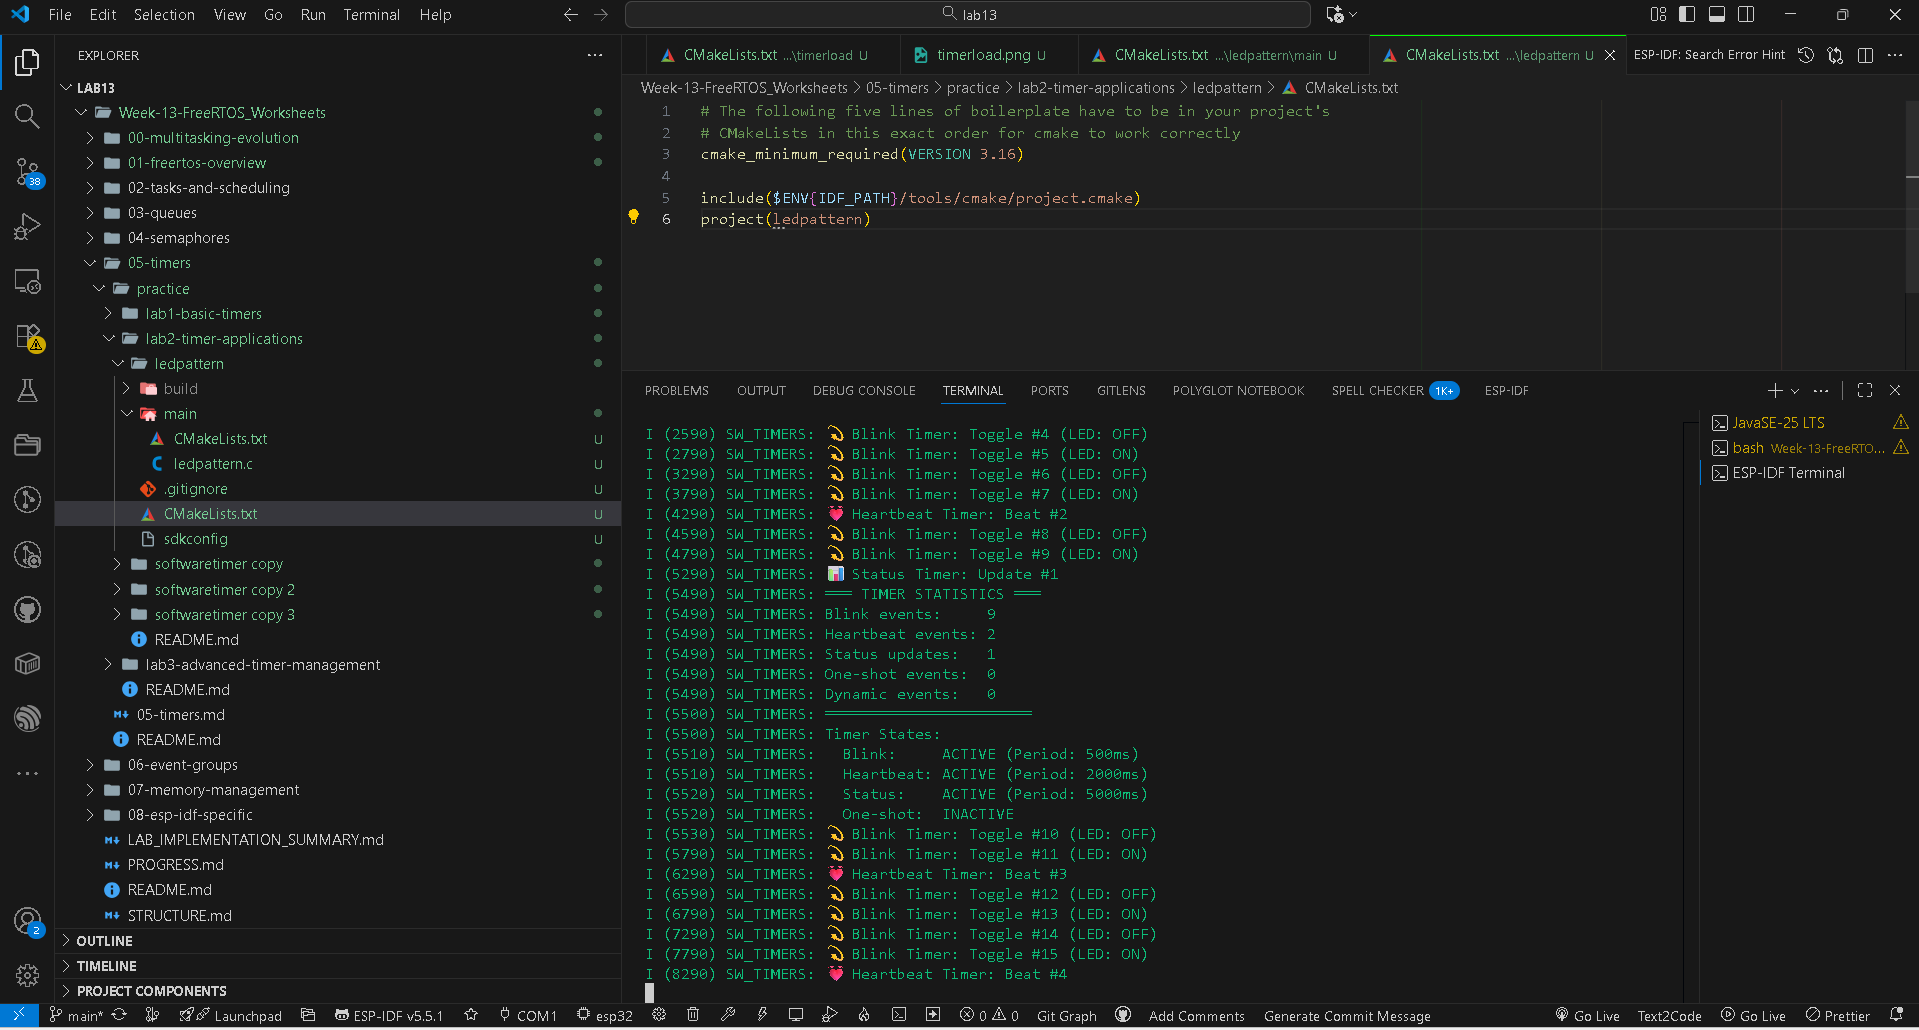 File Edit Selection View Go Run Terminal Help
lab13
EXPLORER
LAB13
Week-13-FreeRTOS_Worksheets
00-multitasking-evolution
01-freertos-overview
02-tasks-and-scheduling
03-queues
04-semaphores
05-timers
practice
lab1-basic-timers
lab2-timer-applications
ledpattern
build
main
CMakeLists.txt U
ledpattern.c U
.gitignore U
CMakeLists.txt U
sdkconfig U
softwaretimer copy
softwaretimer copy 2
softwaretimer copy 3
README.md
lab3-advanced-timer-management
README.md
05-timers.md
README.md
06-event-groups
07-memory-management
08-esp-idf-specific
LAB_IMPLEMENTATION_SUMMARY.md
PROGRESS.md
README.md
STRUCTURE.md
OUTLINE
TIMELINE
PROJECT COMPONENTS
38
2
CMakeLists.txt ...\timerload U
timerload.png U
CMakeLists.txt ...\ledpattern\main U
CMakeLists.txt ...\ledpattern U
ESP-IDF: Search Error Hint
Week-13-FreeRTOS_Worksheets > 05-timers > practice > lab2-timer-applications > ledpattern > CMakeLists.txt
1 # The following five lines of boilerplate have to be in your project's
2 # CMakeLists in this exact order for cmake to work correctly
3 cmake_minimum_required(VERSION 3.16)
4
5 include($ENV{IDF_PATH}/tools/cmake/project.cmake)
6 project(ledpattern)
PROBLEMS OUTPUT DEBUG CONSOLE TERMINAL PORTS GITLENS POLYGLOT NOTEBOOK SPELL CHECKER 1K+ ESP-IDF
I (2590) SW_TIMERS: 💫 Blink Timer: Toggle #4 (LED: OFF)
I (2790) SW_TIMERS: 💫 Blink Timer: Toggle #5 (LED: ON)
I (3290) SW_TIMERS: 💫 Blink Timer: Toggle #6 (LED: OFF)
I (3790) SW_TIMERS: 💫 Blink Timer: Toggle #7 (LED: ON)
I (4290) SW_TIMERS: 💓 Heartbeat Timer: Beat #2
I (4590) SW_TIMERS: 💫 Blink Timer: Toggle #8 (LED: OFF)
I (4790) SW_TIMERS: 💫 Blink Timer: Toggle #9 (LED: ON)
I (5290) SW_TIMERS: 📊 Status Timer: Update #1
I (5490) SW_TIMERS: ═══ TIMER STATISTICS ═══
I (5490) SW_TIMERS: Blink events: 9
I (5490) SW_TIMERS: Heartbeat events: 2
I (5490) SW_TIMERS: Status updates: 1
I (5490) SW_TIMERS: One-shot events: 0
I (5490) SW_TIMERS: Dynamic events: 0
I (5500) SW_TIMERS: ═══════════════════════
I (5500) SW_TIMERS: Timer States:
I (5510) SW_TIMERS: Blink: ACTIVE (Period: 500ms)
I (5510) SW_TIMERS: Heartbeat: ACTIVE (Period: 2000ms)
I (5520) SW_TIMERS: Status: ACTIVE (Period: 5000ms)
I (5520) SW_TIMERS: One-shot: INACTIVE
I (5530) SW_TIMERS: 💫 Blink Timer: Toggle #10 (LED: OFF)
I (5790) SW_TIMERS: 💫 Blink Timer: Toggle #11 (LED: ON)
I (6290) SW_TIMERS: 💓 Heartbeat Timer: Beat #3
I (6590) SW_TIMERS: 💫 Blink Timer: Toggle #12 (LED: OFF)
I (6790) SW_TIMERS: 💫 Blink Timer: Toggle #13 (LED: ON)
I (7290) SW_TIMERS: 💫 Blink Timer: Toggle #14 (LED: OFF)
I (7790) SW_TIMERS: 💫 Blink Timer: Toggle #15 (LED: ON)
I (8290) SW_TIMERS: 💓 Heartbeat Timer: Beat #4
JavaSE-25 LTS
bash Week-13-FreeRTO...
ESP-IDF Terminal
main* Launchpad ESP-IDF v5.5.1 COM1 esp32 0 0 Git Graph Add Comments Generate Commit Message Go Live Text2Code Go Live Prettier